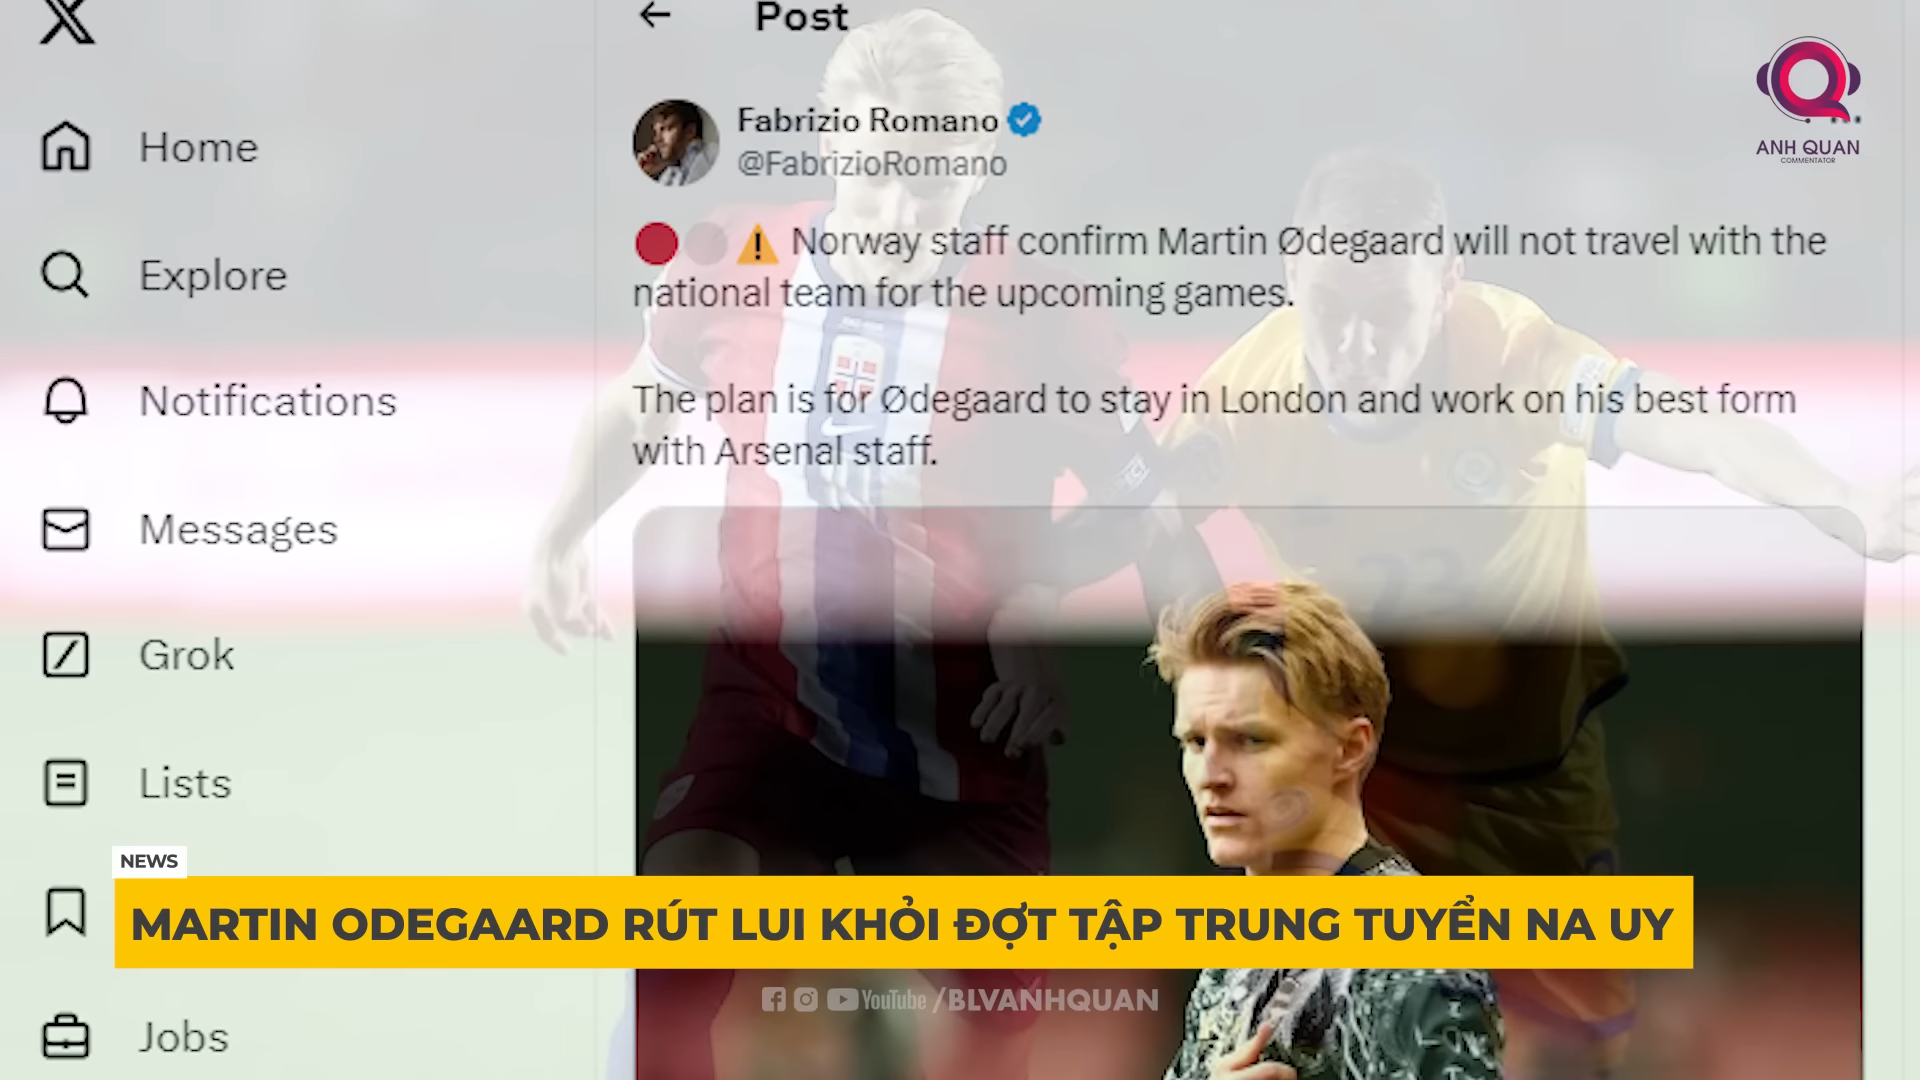 Post
Home
Explore
Notifications
Messages
Grok
Lists
Jobs
Fabrizio Romano
@FabrizioRomano
Norway staff confirm Martin Ødegaard will not travel with the
national team for the upcoming games.
The plan is for Ødegaard to stay in London and work on his best form
with Arsenal staff.
ANH QUAN
COMMENTATOR
NEWS
MARTIN ODEGAARD RÚT LUI KHỎI ĐỢT TẬP TRUNG TUYỂN NA UY
YouTube /BLVANHQUAN